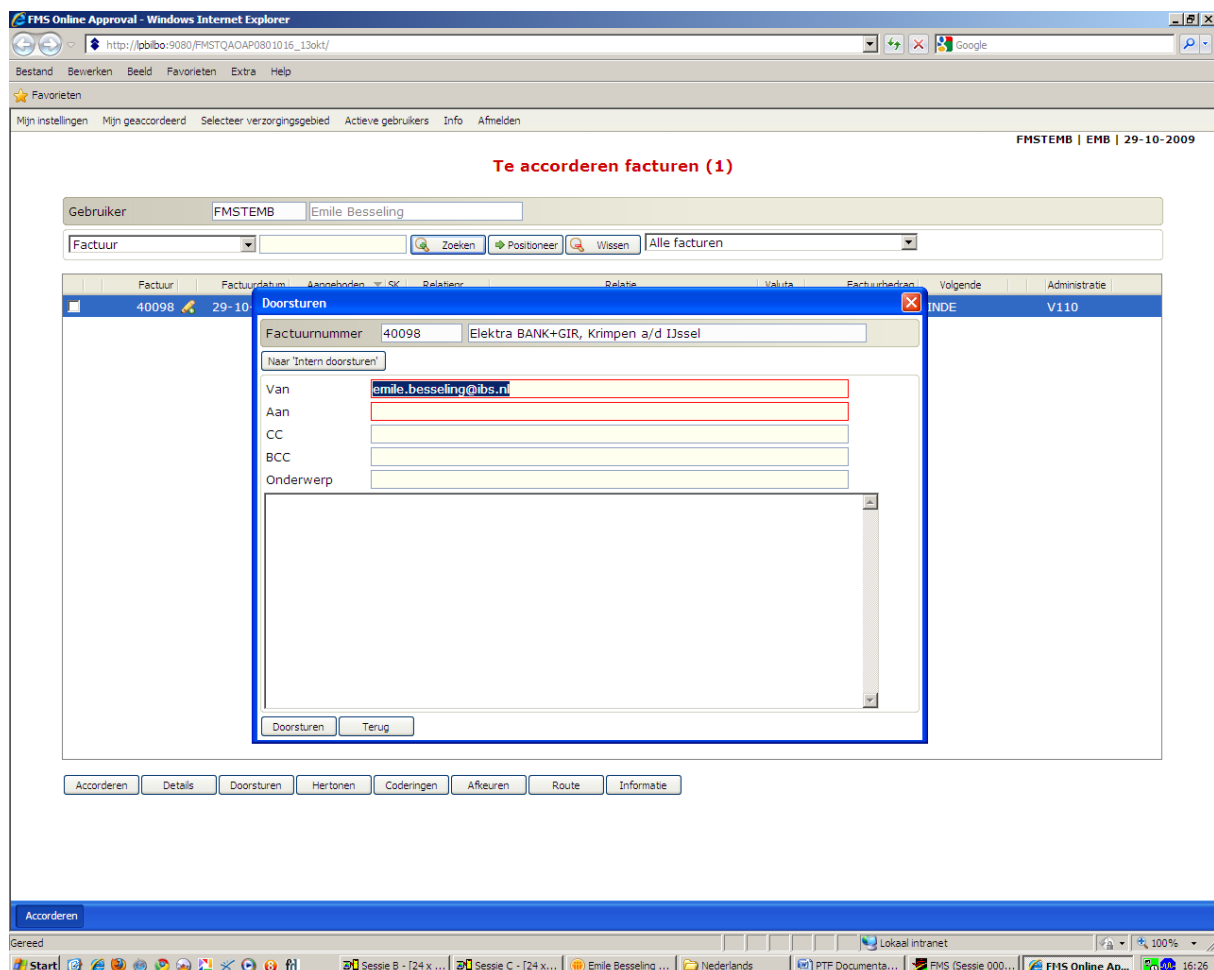 FMS Online Approval - Windows Internet Explorer
http://lpbilbo:9080/FMSTQAOAP0801016_13okt/
Google
Bestand Bewerken Beeld Favorieten Extra Help
Favorieten
Mijn instellingen Mijn geaccordeerd Selecteer verzorgingsgebied Actieve gebruikers Info Afmelden
FMSTEMB | EMB | 29-10-2009
Te accorderen facturen (1)
Gebruiker FMSTEMB Emile Besseling
Factuur Zoeken Positioneer Wissen Alle facturen
Factuur Factuurdatum Aangeboden SK Relatienr Relatie Valuta Factuurbedrag Volgende Administratie
40098 29-10- INDE V110
Doorsturen
Factuurnummer 40098 Elektra BANK+GIR, Krimpen a/d IJssel
Naar 'Intern doorsturen'
Van emile.besseling@ibs.nl
Aan
CC
BCC
Onderwerp
Doorsturen Terug
Accorderen Details Doorsturen Hertonen Coderingen Afkeuren Route Informatie
Accorderen
Gereed Lokaal intranet 100%
Start Sessie B - [24 x ... Sessie C - [24 x... Emile Besseling ... Nederlands PTF Documenta... FMS (Sessie 000... FMS Online Ap... 16:26